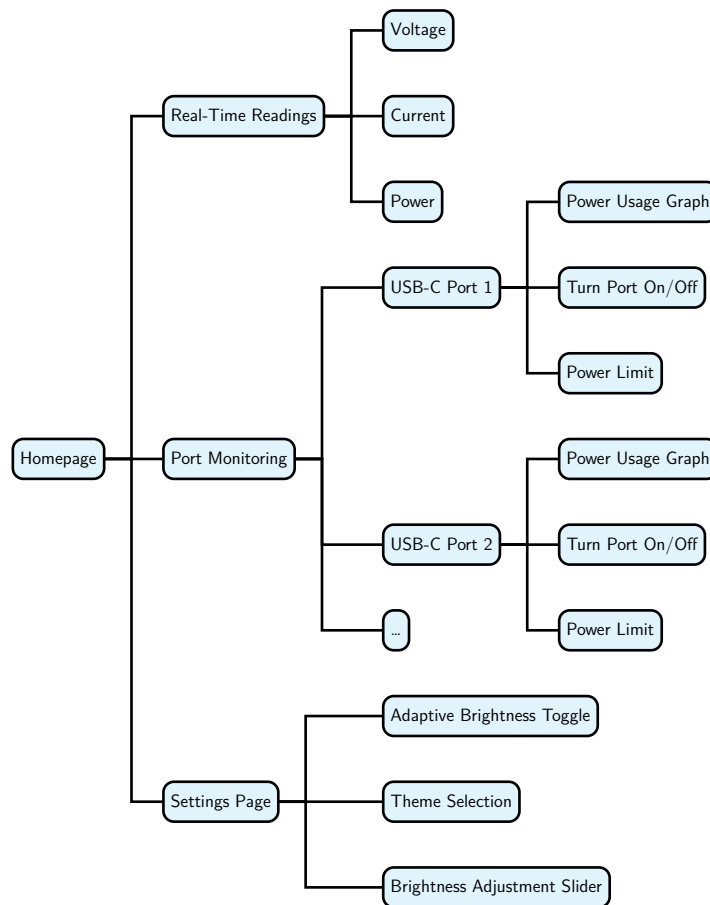 Voltage
Real-Time Readings
Current
Power
Power Usage Graph
USB-C Port 1
Turn Port On/Off
Power Limit
Homepage
Port Monitoring
Power Usage Graph
USB-C Port 2
Turn Port On/Off
...
Power Limit
Adaptive Brightness Toggle
Settings Page
Theme Selection
Brightness Adjustment Slider